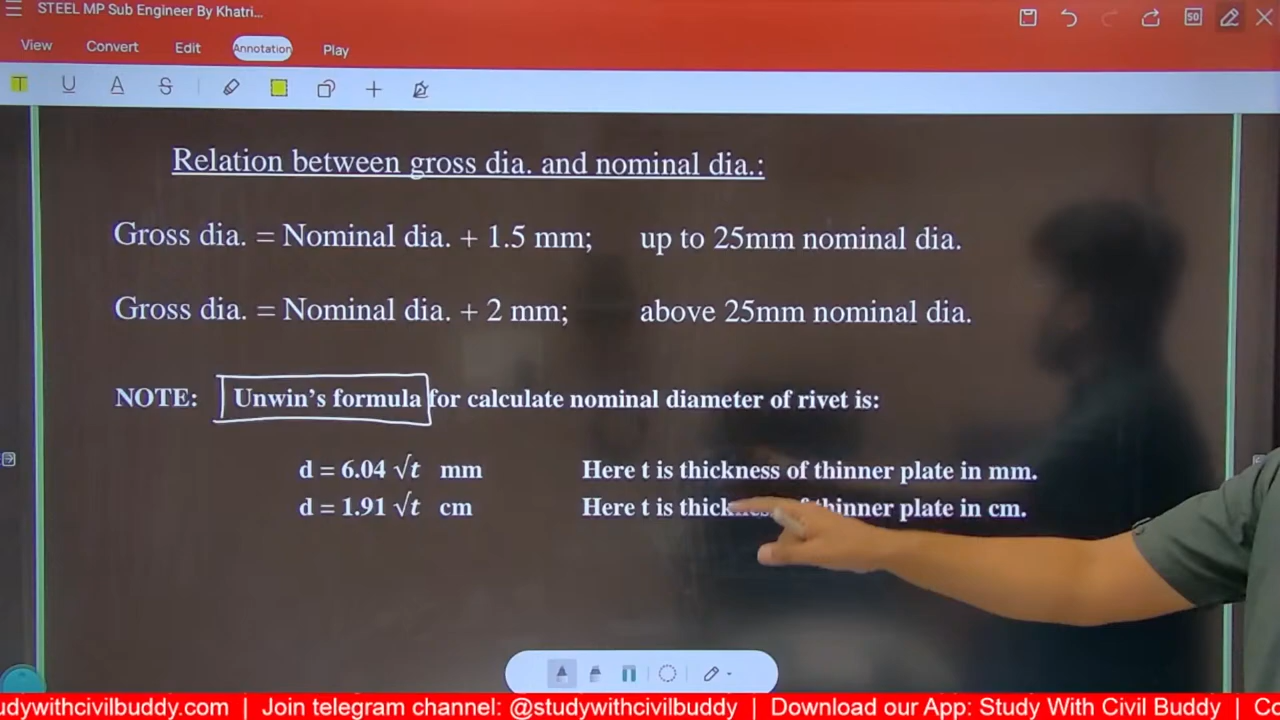 STEEL MP Sub Engineer By Khatri...
50
View Convert Edit Annotation Play
T U A S
Relation between gross dia. and nominal dia.:
Gross dia. = Nominal dia. + 1.5 mm; up to 25mm nominal dia.
Gross dia. = Nominal dia. + 2 mm; above 25mm nominal dia.
NOTE: Unwin's formula for calculate nominal diameter of rivet is:
d = 6.04 √t mm Here t is thickness of thinner plate in mm.
d = 1.91 √t cm Here t is thickness of thinner plate in cm.
udywithcivilbuddy.com | Join telegram channel: @studywithcivilbuddy | Download our App: Study With Civil Buddy | Co